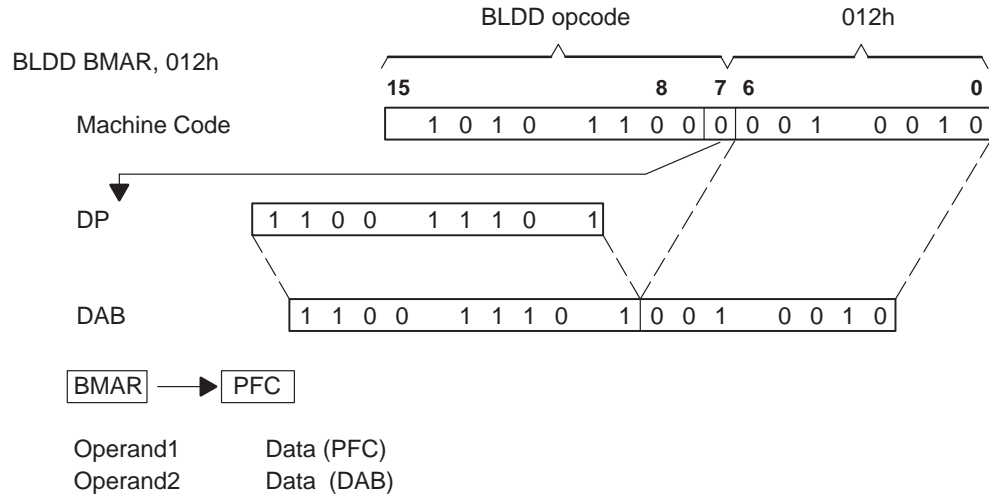 BLDD opcode 012h
BLDD BMAR, 012h
15 8 7 6 0
Machine Code 1 0 1 0 1 1 0 0 0 0 0 1 0 0 1 0
DP 1 1 0 0 1 1 1 0 1
DAB 1 1 0 0 1 1 1 0 1 0 0 1 0 0 1 0
BMAR PFC
Operand1 Data (PFC)
Operand2 Data (DAB)